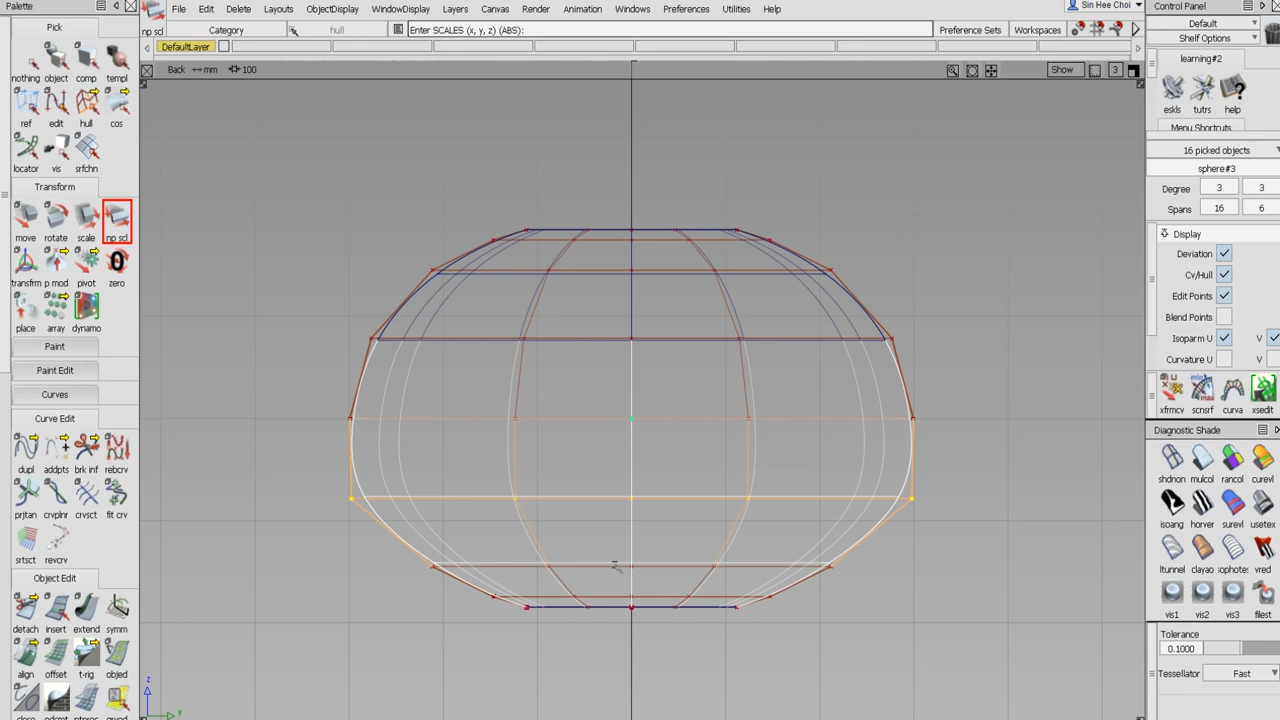 Palette
Pick
nothing object comp templ
ref edit hull cos
locator vis srfchn
Transform
move rotate scale np scl
transfrm p mod pivot zero
place array dynamo
Paint
Paint Edit
Curves
Curve Edit
dupl addpts brk inf rebcrv
prjtan crvplnr crvsct fit crv
srtsct revcrv
Object Edit
detach insert extend symm
align offset t-rig objed
File Edit Delete Layouts ObjectDisplay WindowDisplay Layers Canvas Render Animation Windows Preferences Utilities Help
Sin Hee Choi
np scl
Category
hull
Enter SCALES (x, y, z) (ABS):
Preference Sets
Workspaces
DefaultLayer
Back mm 100
Show
3
z
y
Control Panel
Default
Shelf Options
learning#2
eskls tutrs help
Menu Shortcuts
16 picked objects
sphere#3
Degree 3 3
Spans 16 6
Display
Deviation
Cv/Hull
Edit Points
Blend Points
Isoparm U V
Curvature U V
xfrmcv scnsrf curva xsedit
Diagnostic Shade
shdnon mulcol rancol curevl
isoang horver surevl usetex
ltunnel clayao sophotes vred
vis1 vis2 vis3 filest
Tolerance
0.1000
Tessellator Fast